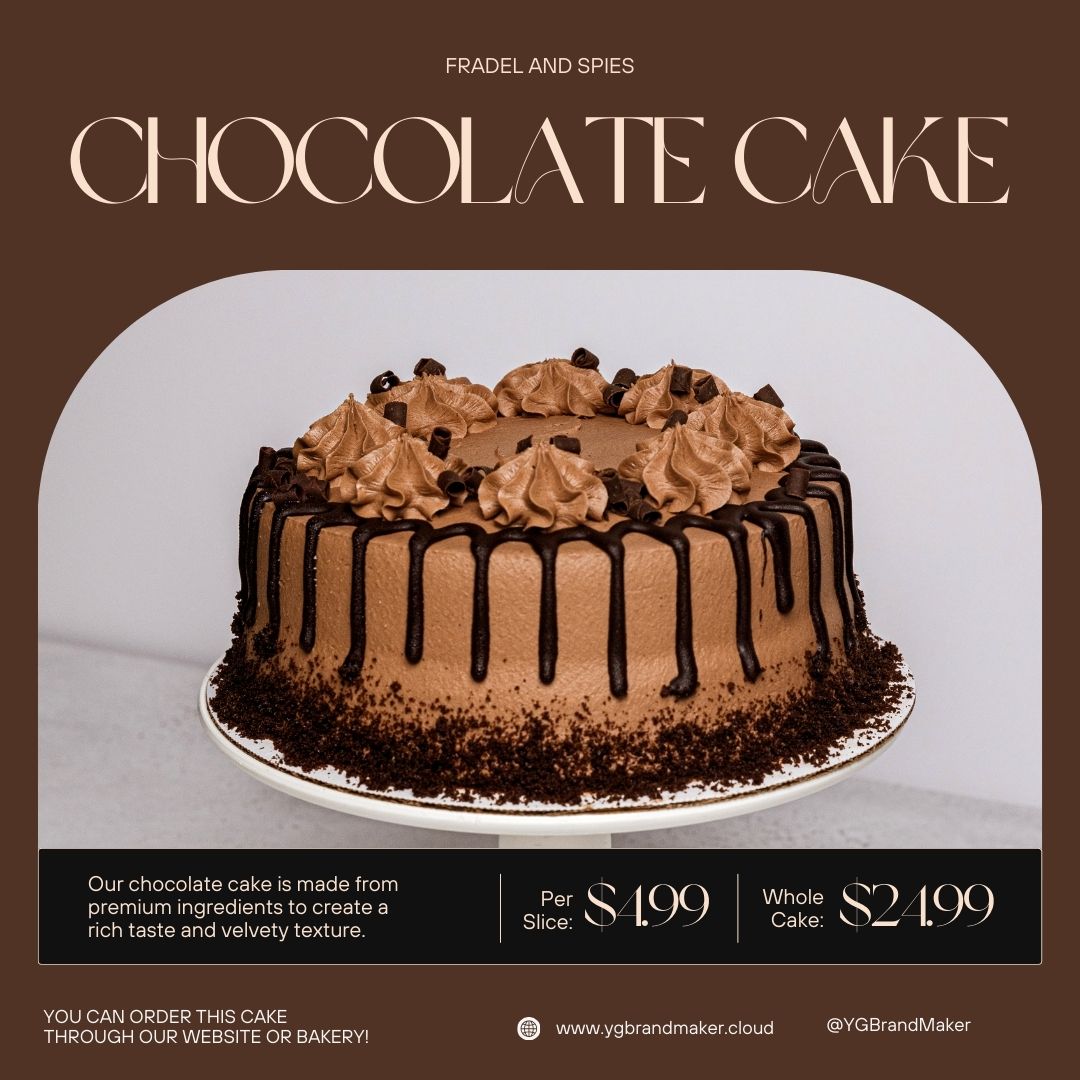 FRADEL AND SPIES
CHOCOLATE CAKE
Our chocolate cake is made from
premium ingredients to create a
rich taste and velvety texture.
Per
Slice:
$4.99
Whole
Cake:
$24.99
YOU CAN ORDER THIS CAKE
THROUGH OUR WEBSITE OR BAKERY!
www.ygbrandmaker.cloud
@YGBrandMaker